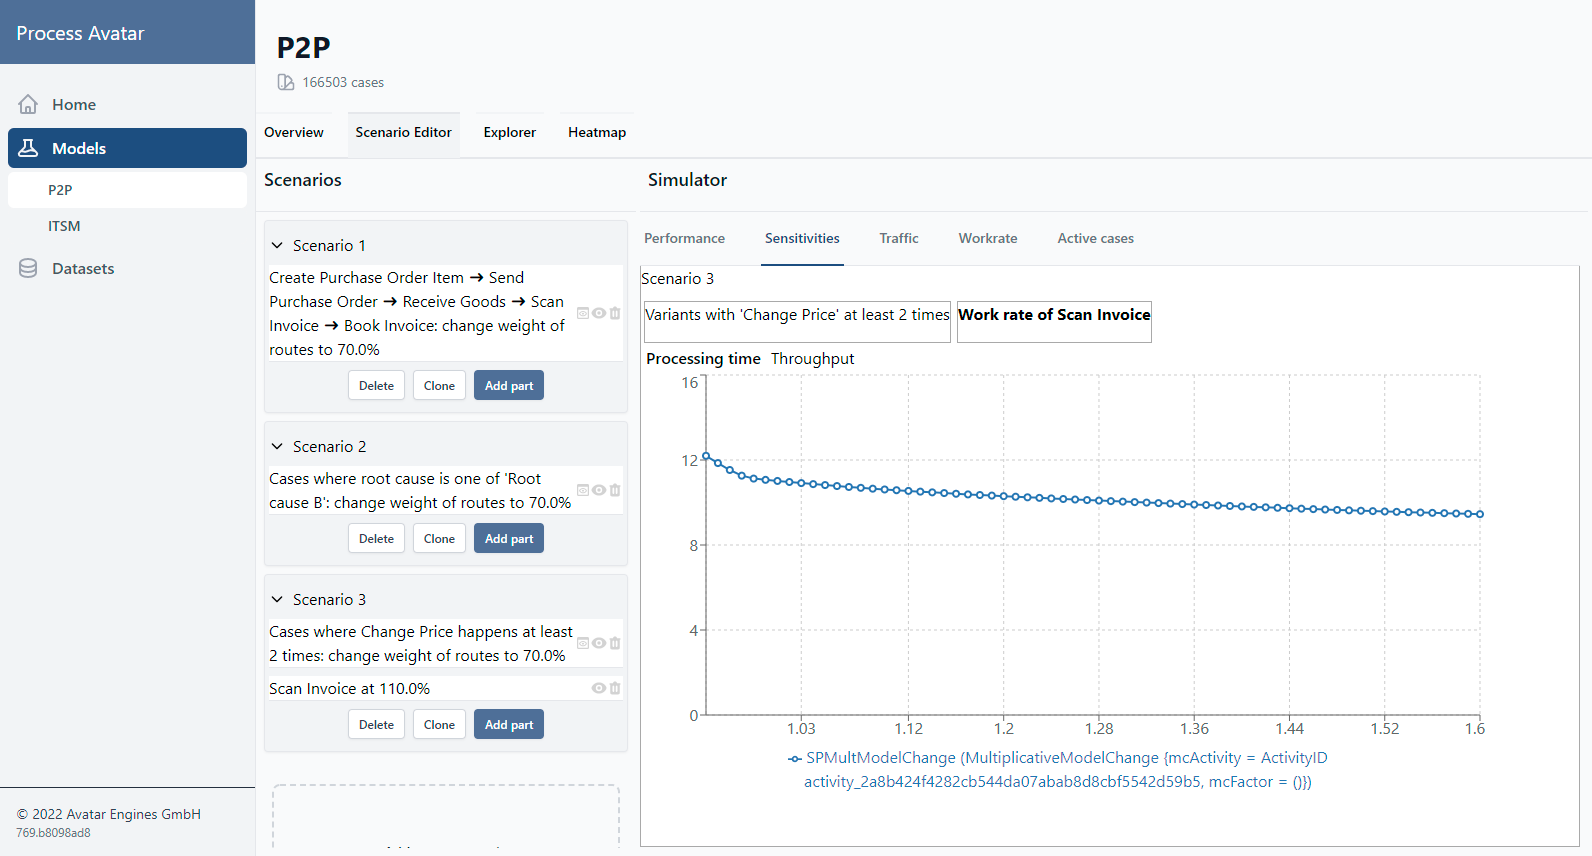 Process Avatar
Home
Models
P2P
ITSM
Datasets
© 2022 Avatar Engines GmbH
769.b8098ad8
P2P
166503 cases
Overview
Scenario Editor
Explorer
Heatmap
Scenarios
Scenario 1
Create Purchase Order Item ➔ Send
Purchase Order ➔ Receive Goods ➔ Scan
Invoice ➔ Book Invoice: change weight of
routes to 70.0%
Delete
Clone
Add part
Scenario 2
Cases where root cause is one of 'Root
cause B': change weight of routes to 70.0%
Delete
Clone
Add part
Scenario 3
Cases where Change Price happens at least
2 times: change weight of routes to 70.0%
Scan Invoice at 110.0%
Delete
Clone
Add part
Simulator
Performance
Sensitivities
Traffic
Workrate
Active cases
Scenario 3
Variants with 'Change Price' at least 2 times
Work rate of Scan Invoice
Processing time
Throughput
16
12
8
4
0
1.03
1.12
1.2
1.28
1.36
1.44
1.52
1.6
SPMultModelChange (MultiplicativeModelChange {mcActivity = ActivityID
activity_2a8b424f4282cb544da07abab8d8cbf5542d59b5, mcFactor = ()})